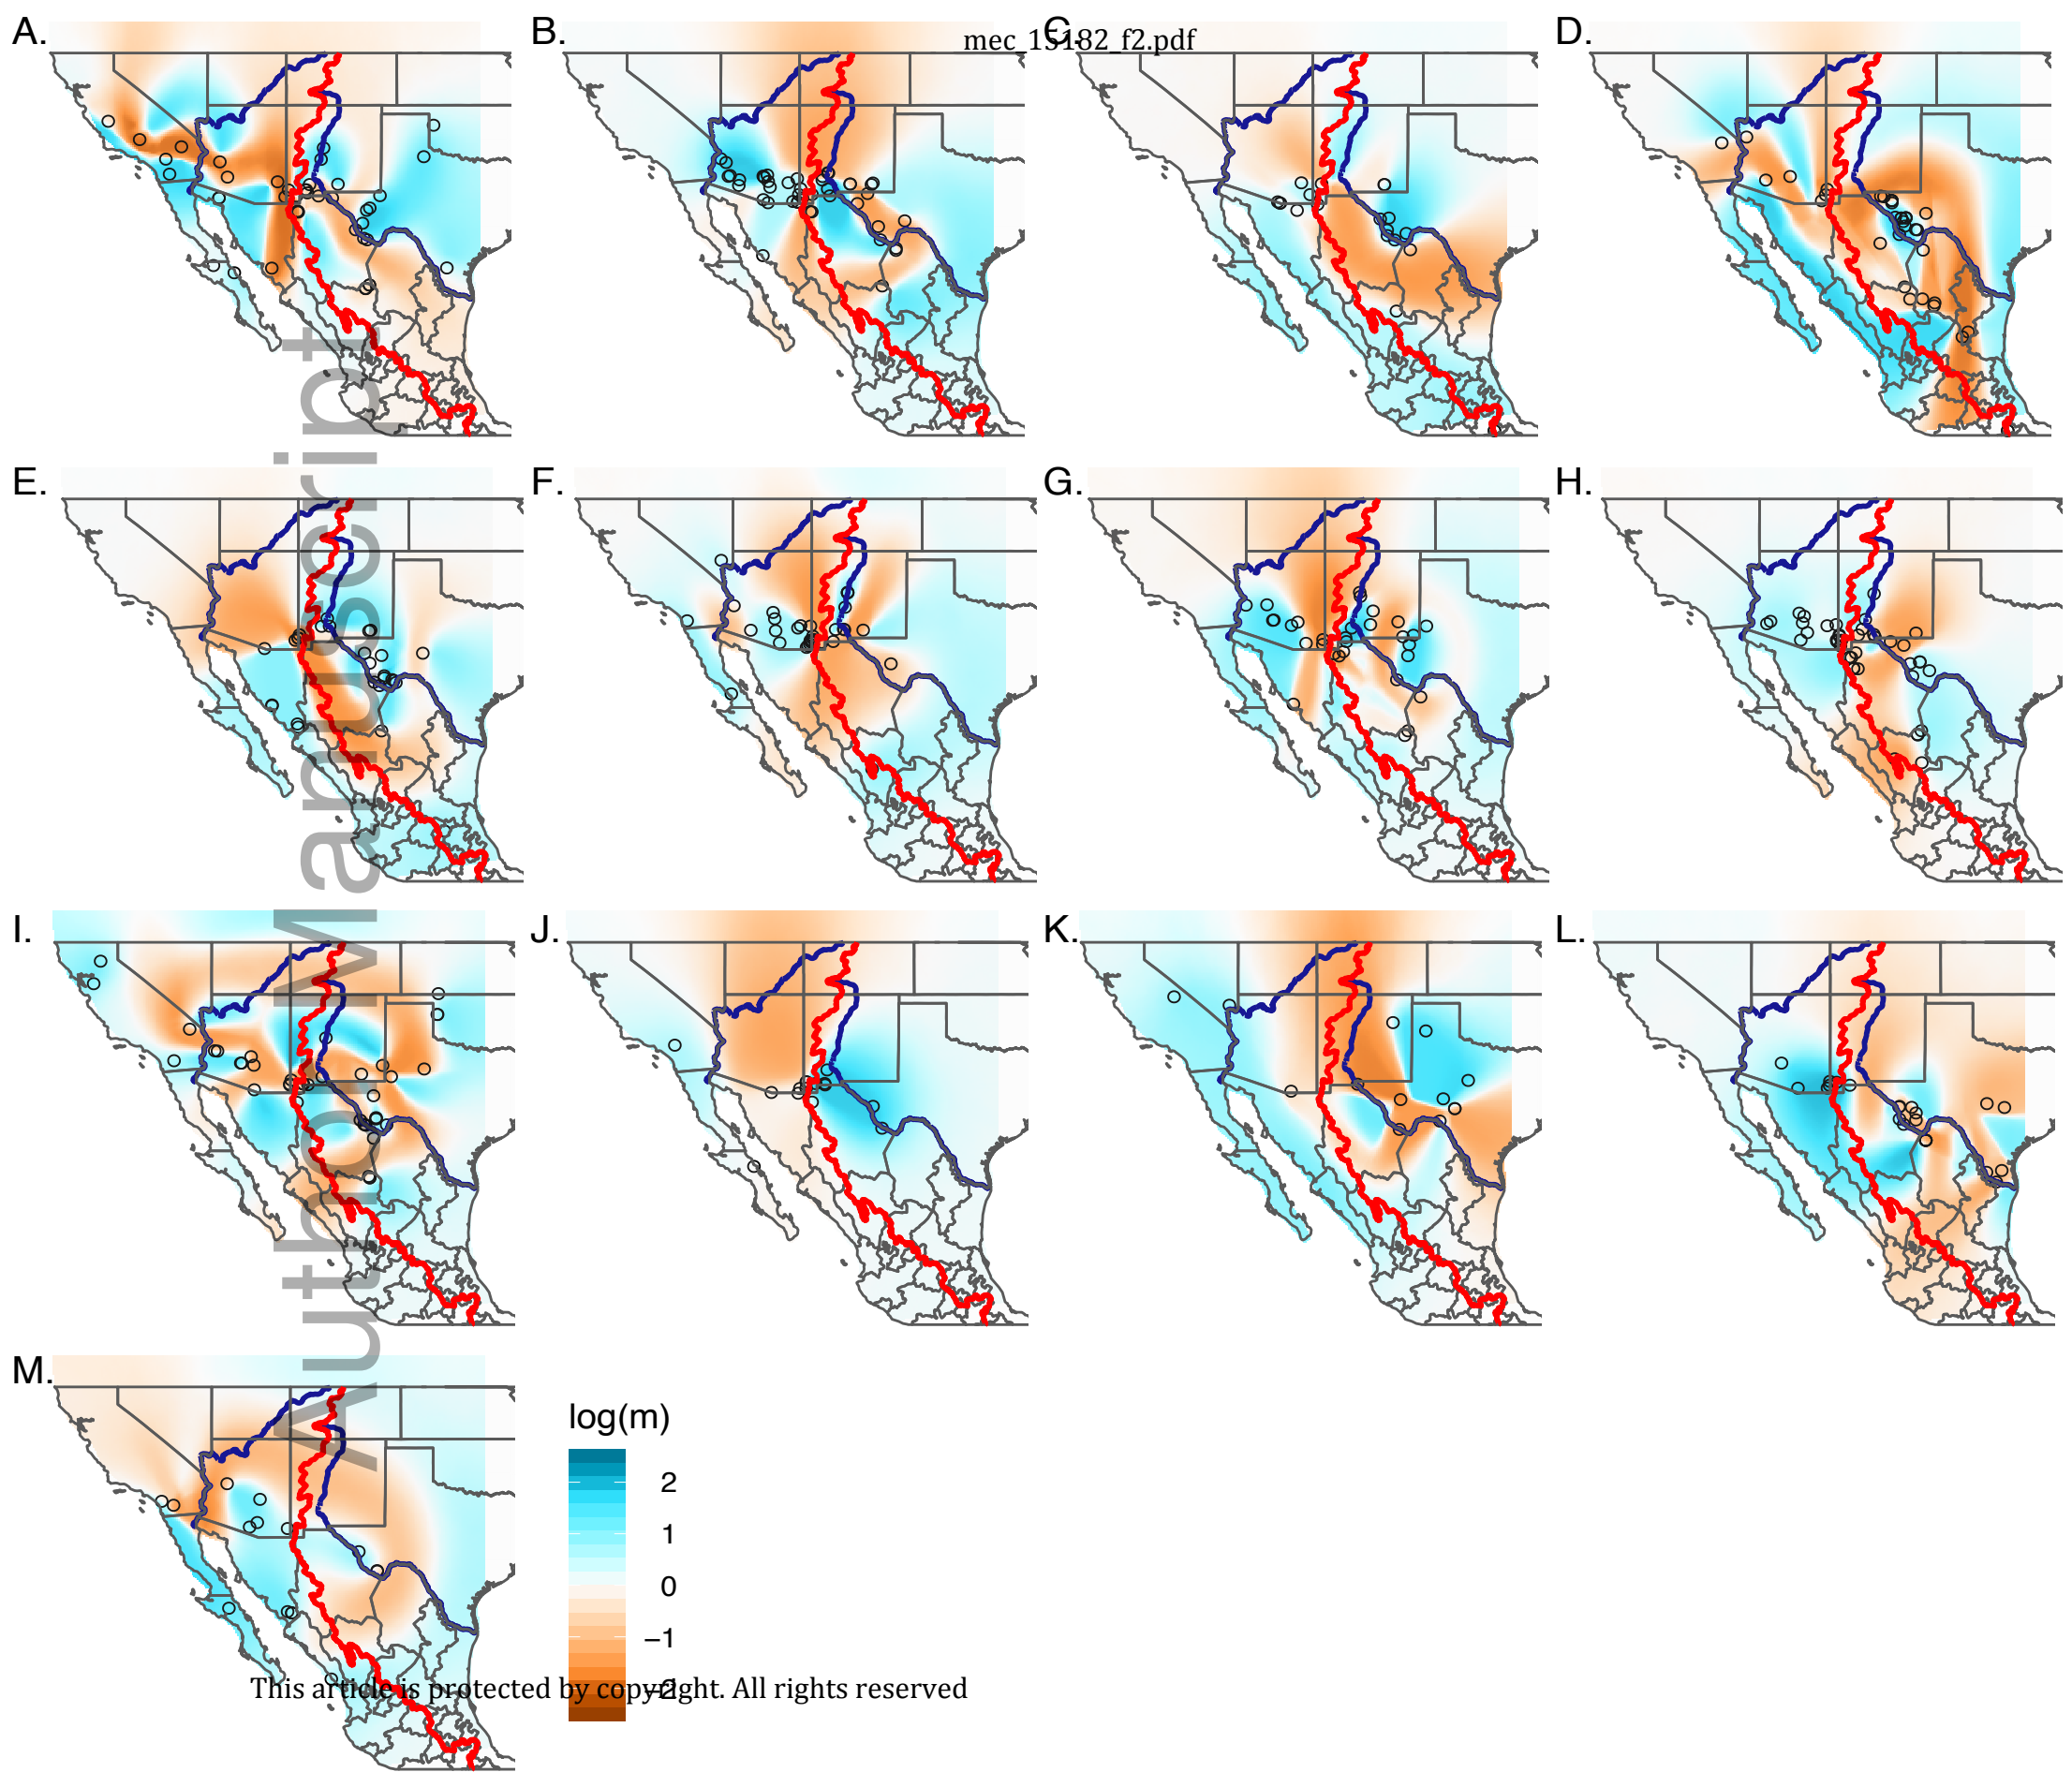 mec_15182_f2.pdf
A.
B.
C.
D.
E.
F.
G.
H.
I.
J.
K.
L.
M.
log(m)
2
1
0
−1
−2
Author Manuscript
This article is protected by copyright. All rights reserved